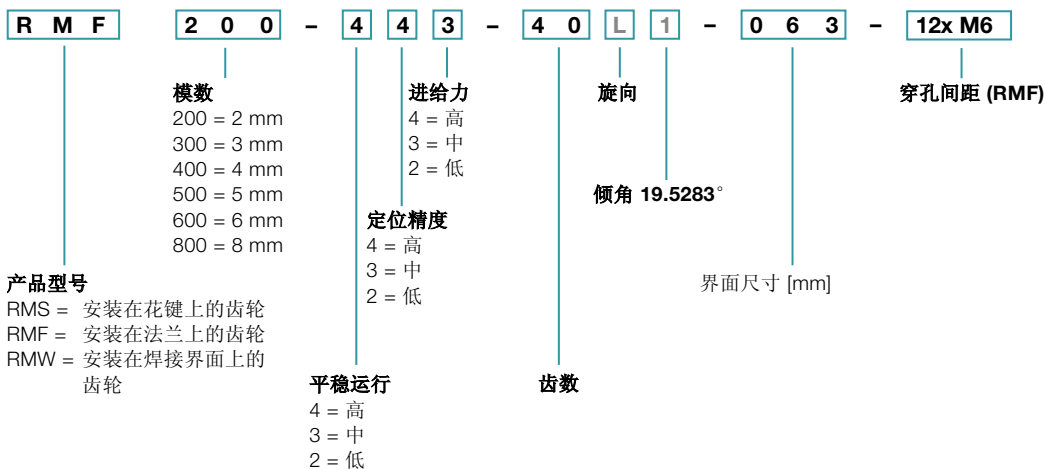 R M F 2 0 0 – 4 4 3 – 4 0 L 1 – 0 6 3 – 12x M6
模数
200 = 2 mm
300 = 3 mm
400 = 4 mm
500 = 5 mm
600 = 6 mm
800 = 8 mm
进给力
4 = 高
3 = 中
2 = 低
旋向
穿孔间距 (RMF)
倾角 19.5283°
定位精度
4 = 高
3 = 中
2 = 低
产品型号
RMS = 安装在花键上的齿轮
RMF = 安装在法兰上的齿轮
RMW = 安装在焊接界面上的
齿轮
界面尺寸 [mm]
平稳运行
4 = 高
3 = 中
2 = 低
齿数